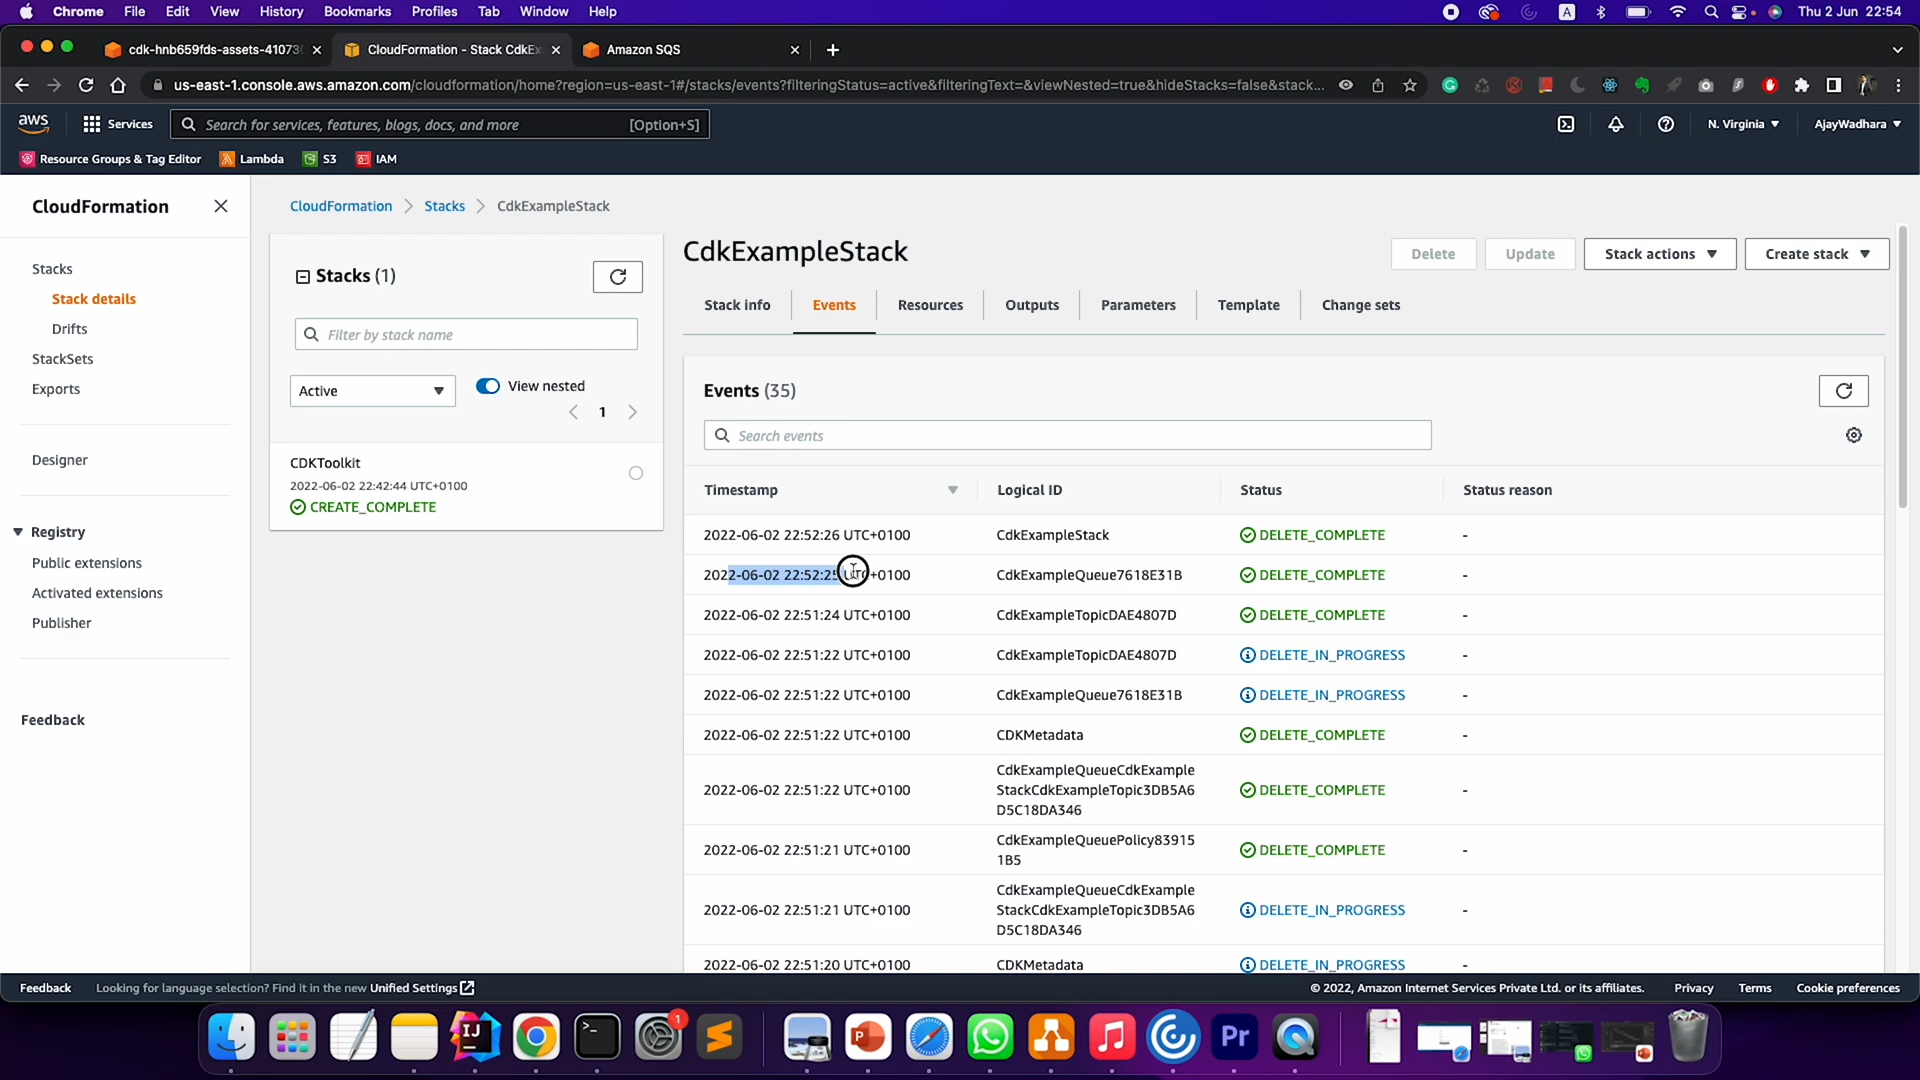 Chrome File Edit View History Bookmarks Profiles Tab Window Help A Thu 2 Jun 22:54
cdk-hnb659fds-assets-41073 CloudFormation - Stack CdkEx Amazon SQS
us-east-1.console.aws.amazon.com/cloudformation/home?region=us-east-1#/stacks/events?filteringStatus=active&filteringText=&viewNested=true&hideStacks=false&stack...
aws Services Search for services, features, blogs, docs, and more [Option+S] N. Virginia AjayWadhara
Resource Groups & Tag Editor Lambda S3 IAM
CloudFormation
Stacks
Stack details
Drifts
StackSets
Exports
Designer
Registry
Public extensions
Activated extensions
Publisher
Feedback
CloudFormation Stacks CdkExampleStack
Stacks (1)
Filter by stack name
Active View nested
1
CDKToolkit
2022-06-02 22:42:44 UTC+0100
CREATE_COMPLETE
CdkExampleStack
Delete Update Stack actions Create stack
Stack info Events Resources Outputs Parameters Template Change sets
Events (35)
Search events
Timestamp Logical ID Status Status reason
2022-06-02 22:52:26 UTC+0100 CdkExampleStack DELETE_COMPLETE -
2022-06-02 22:52:25 UTC+0100 CdkExampleQueue7618E31B DELETE_COMPLETE -
2022-06-02 22:51:24 UTC+0100 CdkExampleTopicDAE4807D DELETE_COMPLETE -
2022-06-02 22:51:22 UTC+0100 CdkExampleTopicDAE4807D DELETE_IN_PROGRESS -
2022-06-02 22:51:22 UTC+0100 CdkExampleQueue7618E31B DELETE_IN_PROGRESS -
2022-06-02 22:51:22 UTC+0100 CDKMetadata DELETE_COMPLETE -
CdkExampleQueueCdkExample
2022-06-02 22:51:22 UTC+0100 StackCdkExampleTopic3DB5A6 DELETE_COMPLETE -
D5C18DA346
CdkExampleQueuePolicy83915
2022-06-02 22:51:21 UTC+0100 DELETE_COMPLETE -
1B5
CdkExampleQueueCdkExample
2022-06-02 22:51:21 UTC+0100 StackCdkExampleTopic3DB5A6 DELETE_IN_PROGRESS -
D5C18DA346
2022-06-02 22:51:20 UTC+0100 CDKMetadata DELETE_IN_PROGRESS -
Feedback Looking for language selection? Find it in the new Unified Settings © 2022, Amazon Internet Services Private Ltd. or its affiliates. Privacy Terms Cookie preferences
IJ >_ 1 P Pr